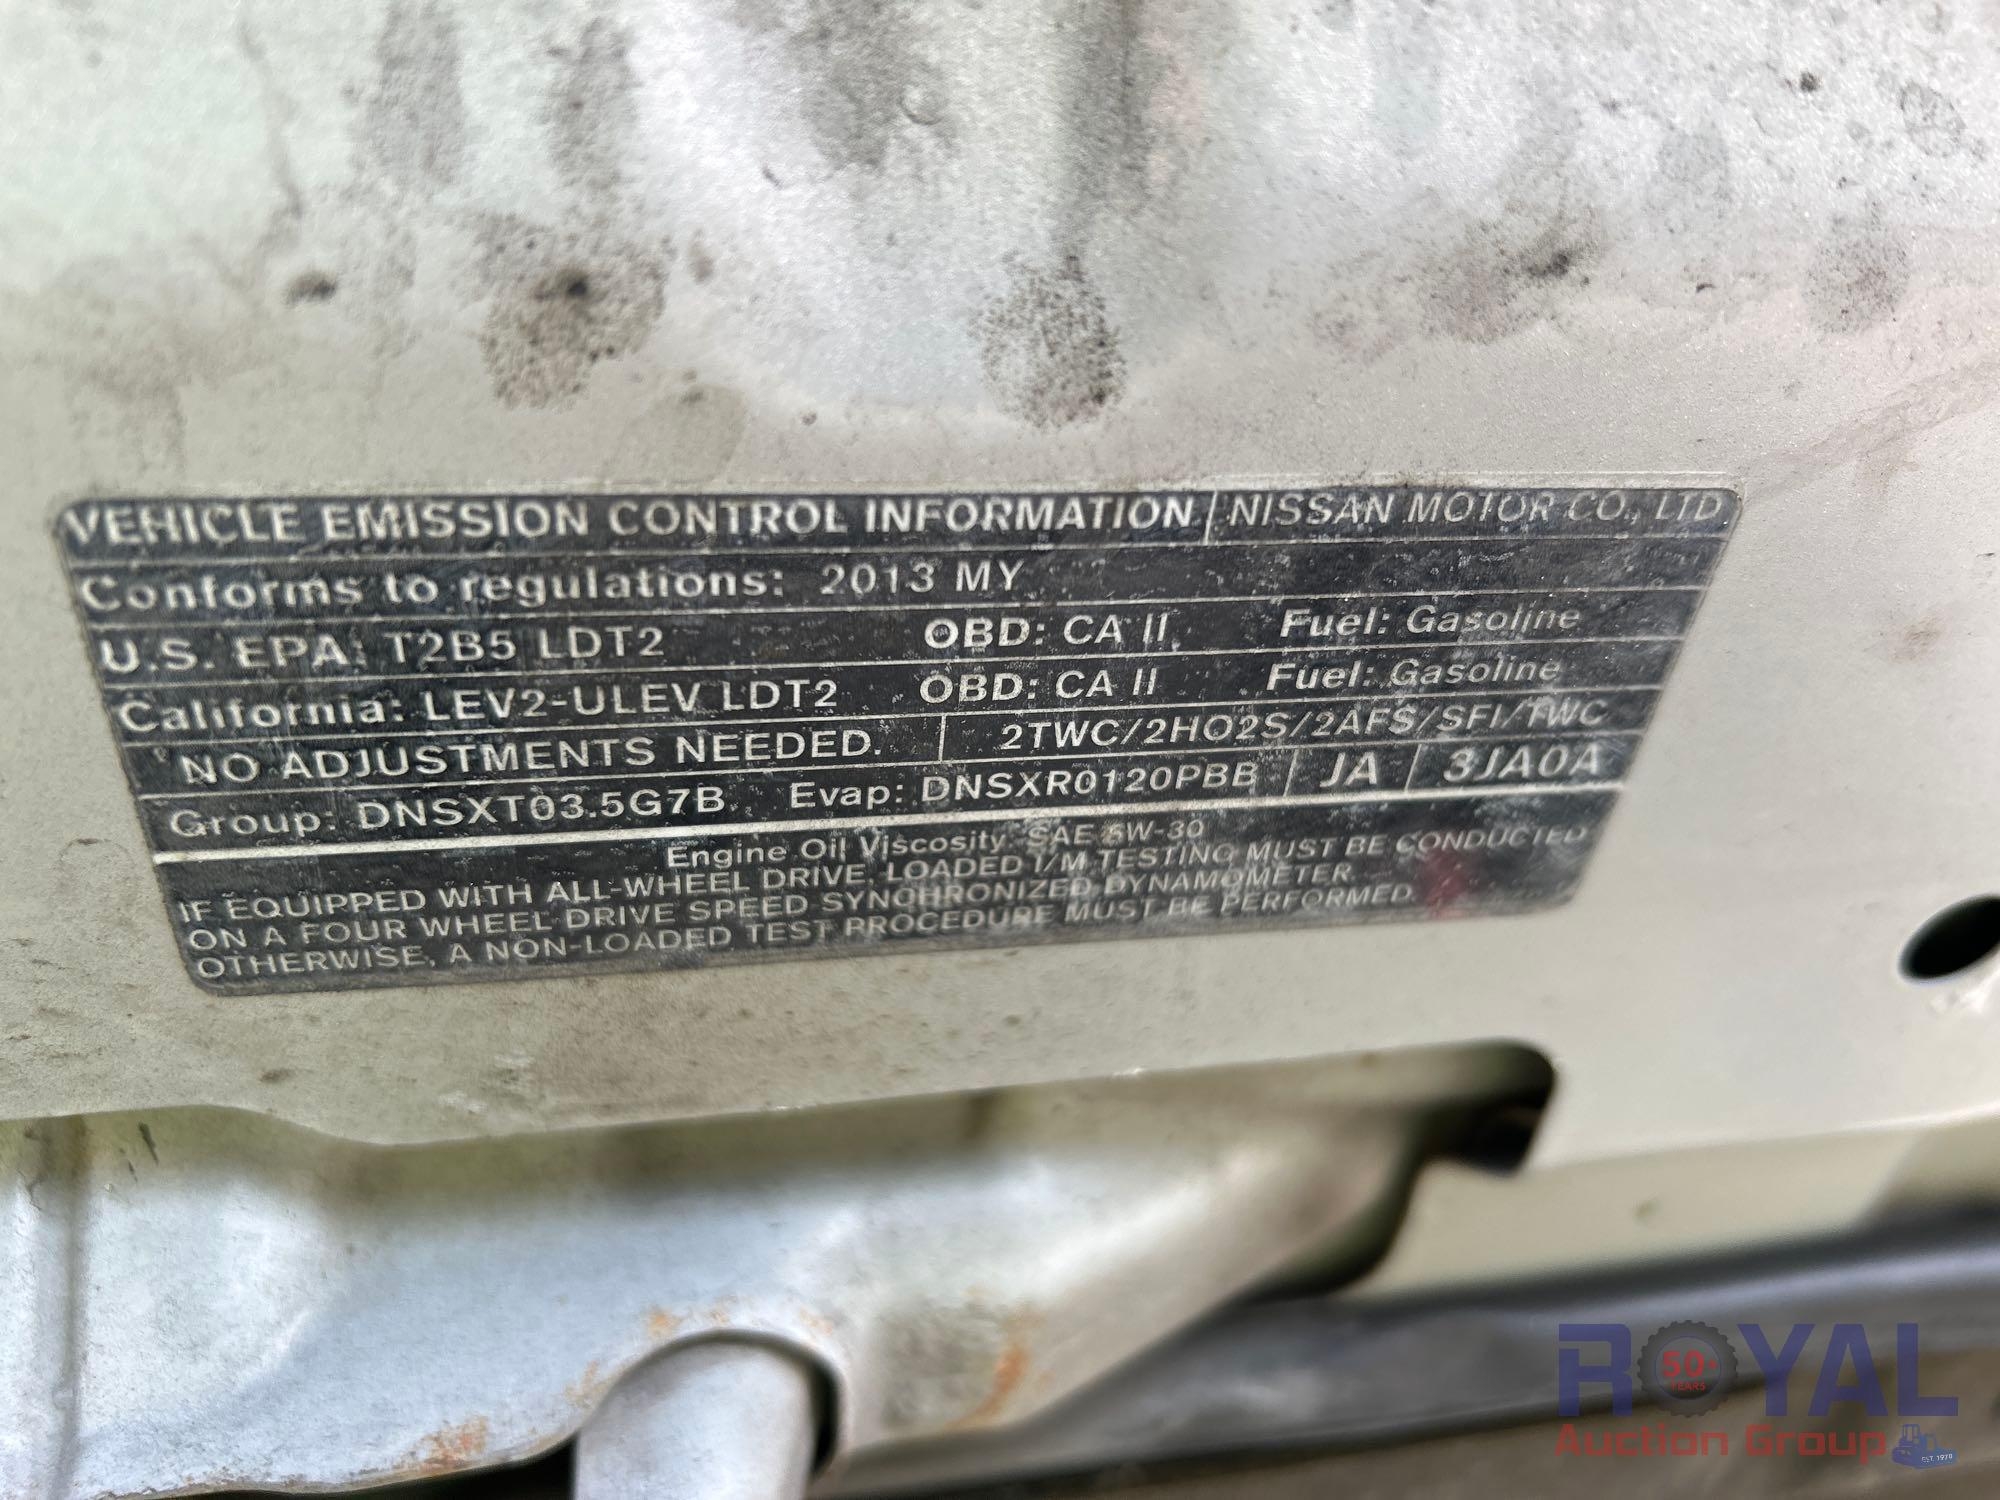 VEHICLE EMISSION CONTROL INFORMATION NISSAN MOTOR CO., LTD
Conforms to regulations: 2013 MY
U.S. EPA: T2B5 LDT2 OBD: CA II Fuel: Gasoline
California: LEV2-ULEV LDT2 OBD: CA II Fuel: Gasoline
NO ADJUSTMENTS NEEDED. 2TWC/2HO2S/2AFS/SFI/TWC
Group: DNSXT03.5G7B Evap: DNSXR0120PBB JA 3JA0A
Engine Oil Viscosity: SAE 5W-30
IF EQUIPPED WITH ALL-WHEEL DRIVE, LOADED I/M TESTING MUST BE CONDUCTED
ON A FOUR WHEEL DRIVE SPEED SYNCHRONIZED DYNAMOMETER.
OTHERWISE, A NON-LOADED TEST PROCEDURE MUST BE PERFORMED.
ROYAL
50+
YEARS
Auction Group
EST. 1970